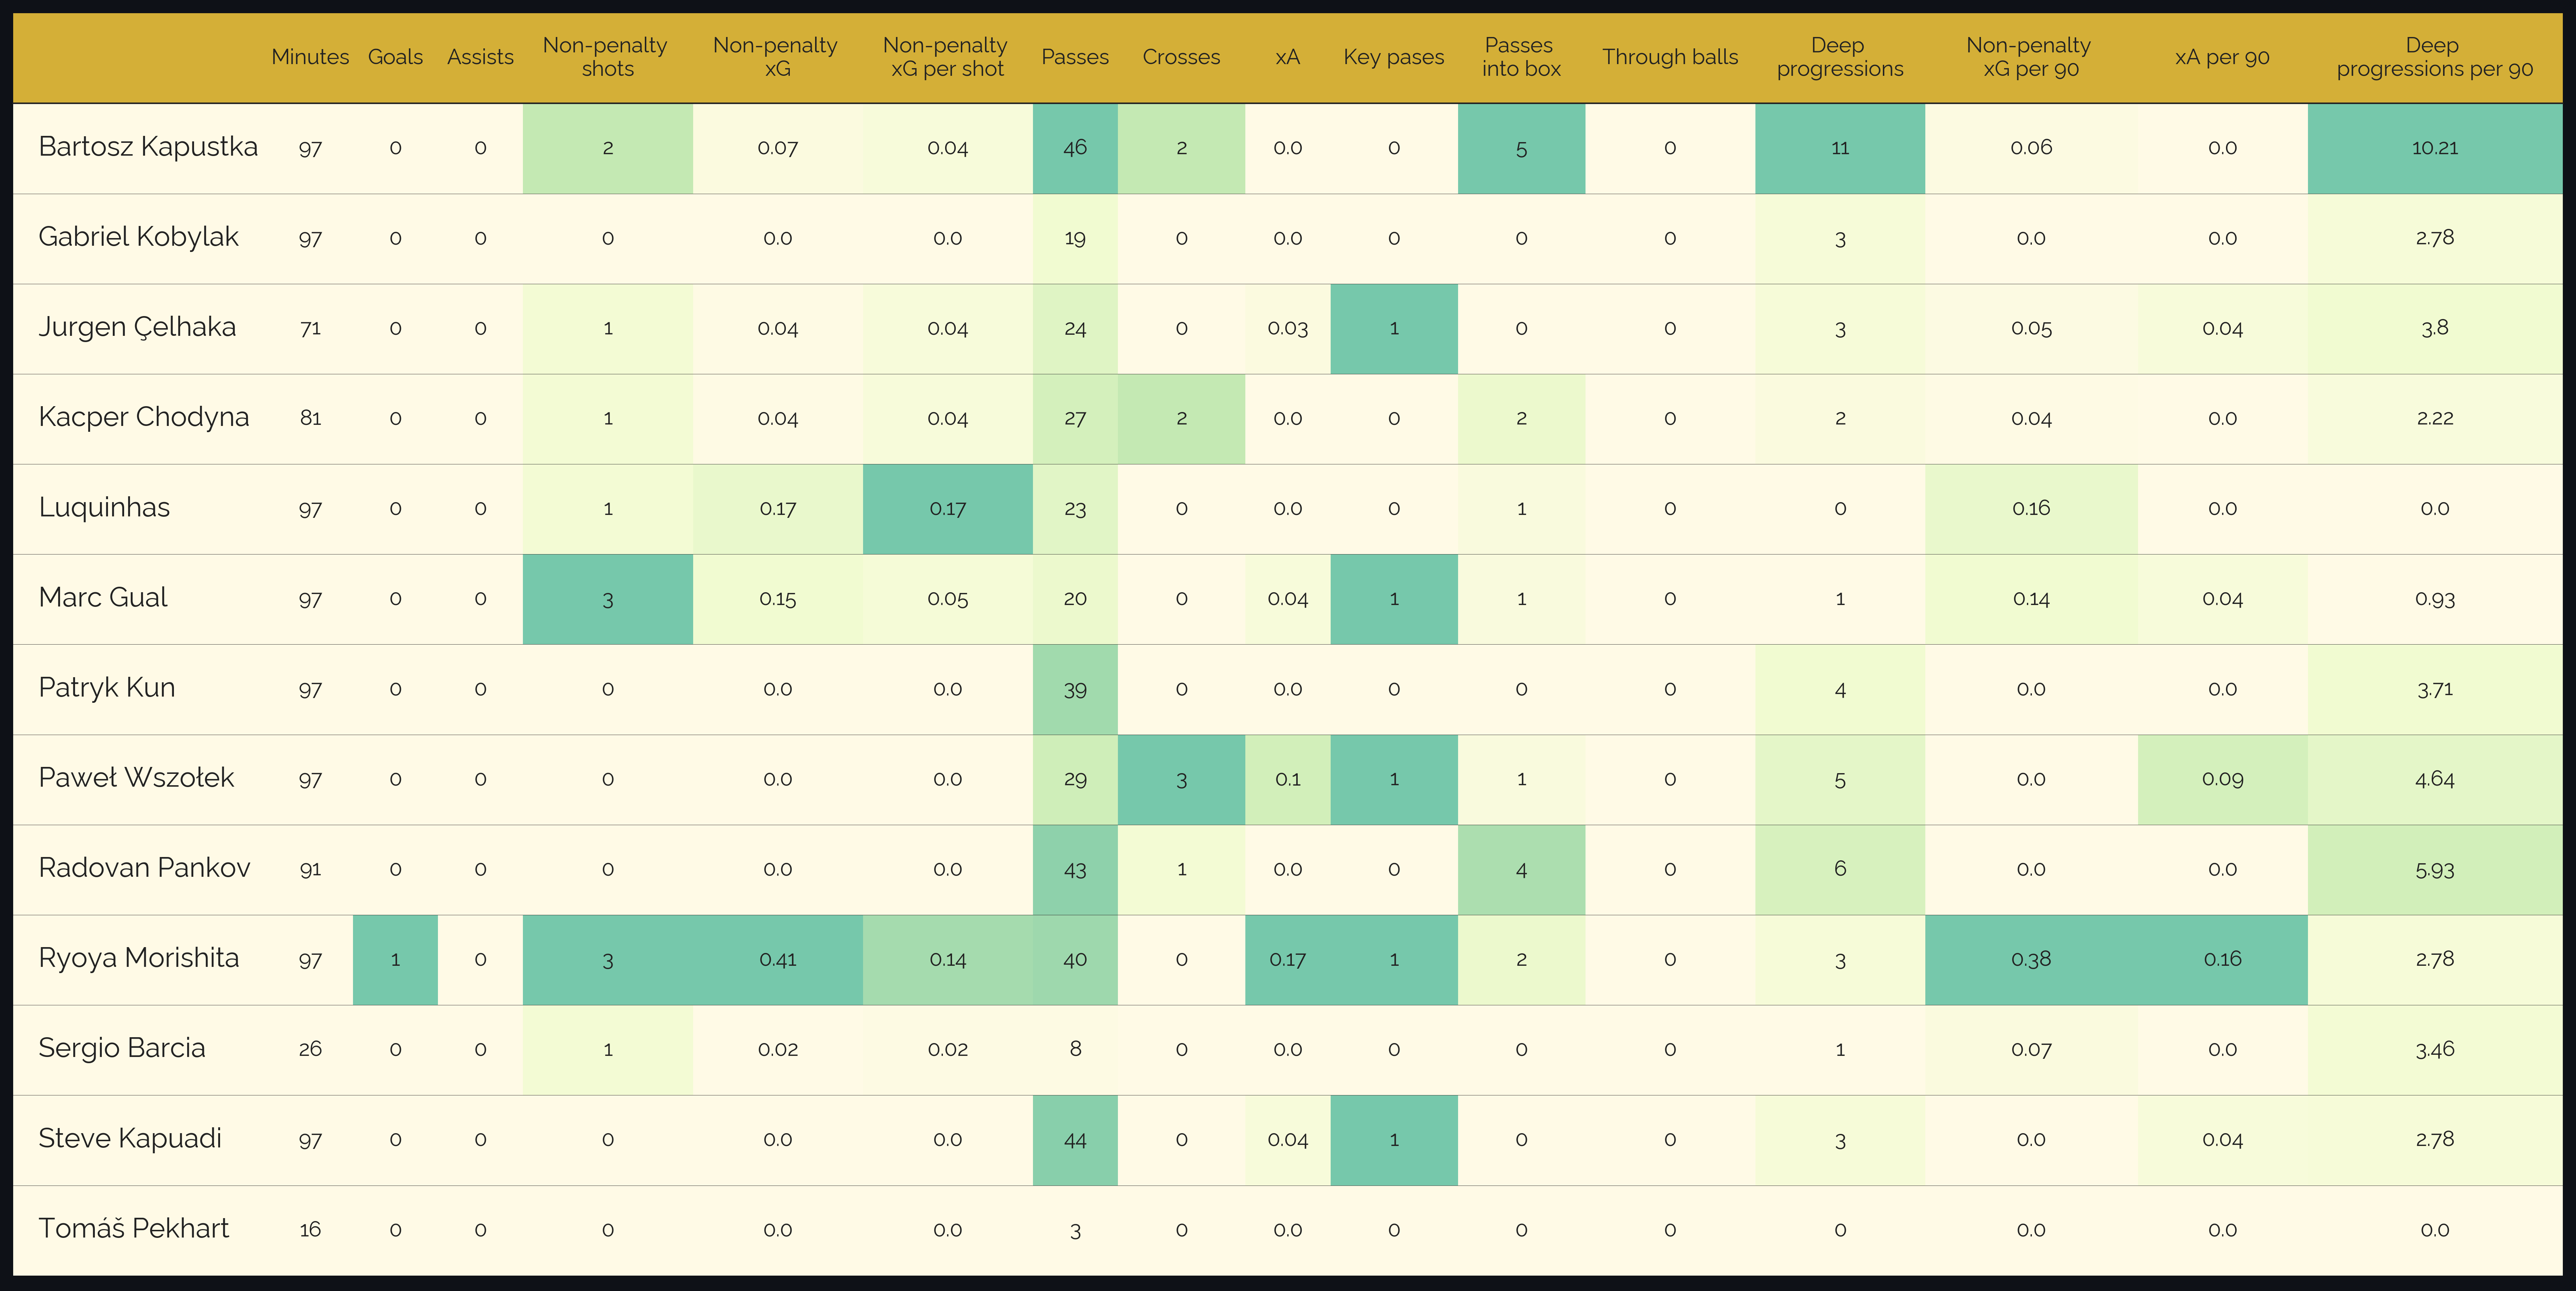 Minutes Goals Assists Non-penalty shots Non-penalty xG Non-penalty xG per shot Passes Crosses xA Key pases Passes into box Through balls Deep progressions Non-penalty xG per 90 xA per 90 Deep progressions per 90
Bartosz Kapustka 97 0 0 2 0.07 0.04 46 2 0.0 0 5 0 11 0.06 0.0 10.21
Gabriel Kobylak 97 0 0 0 0.0 0.0 19 0 0.0 0 0 0 3 0.0 0.0 2.78
Jurgen Çelhaka 71 0 0 1 0.04 0.04 24 0 0.03 1 0 0 3 0.05 0.04 3.8
Kacper Chodyna 81 0 0 1 0.04 0.04 27 2 0.0 0 2 0 2 0.04 0.0 2.22
Luquinhas 97 0 0 1 0.17 0.17 23 0 0.0 0 1 0 0 0.16 0.0 0.0
Marc Gual 97 0 0 3 0.15 0.05 20 0 0.04 1 1 0 1 0.14 0.04 0.93
Patryk Kun 97 0 0 0 0.0 0.0 39 0 0.0 0 0 0 4 0.0 0.0 3.71
Paweł Wszołek 97 0 0 0 0.0 0.0 29 3 0.1 1 1 0 5 0.0 0.09 4.64
Radovan Pankov 91 0 0 0 0.0 0.0 43 1 0.0 0 4 0 6 0.0 0.0 5.93
Ryoya Morishita 97 1 0 3 0.41 0.14 40 0 0.17 1 2 0 3 0.38 0.16 2.78
Sergio Barcia 26 0 0 1 0.02 0.02 8 0 0.0 0 0 0 1 0.07 0.0 3.46
Steve Kapuadi 97 0 0 0 0.0 0.0 44 0 0.04 1 0 0 3 0.0 0.04 2.78
Tomáš Pekhart 16 0 0 0 0.0 0.0 3 0 0.0 0 0 0 0 0.0 0.0 0.0